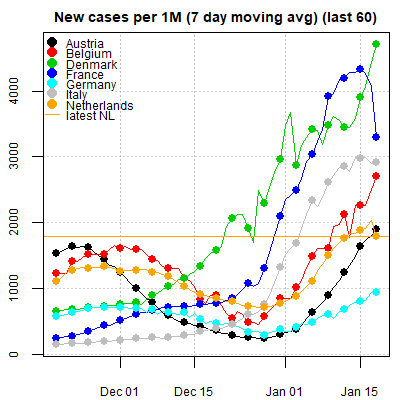 New cases per 1M (7 day moving avg) (last 60)
Austria
Belgium
Denmark
France
Germany
Italy
Netherlands
latest NL
4000
3000
2000
1000
0
Dec 01 Dec 15 Jan 01 Jan 15